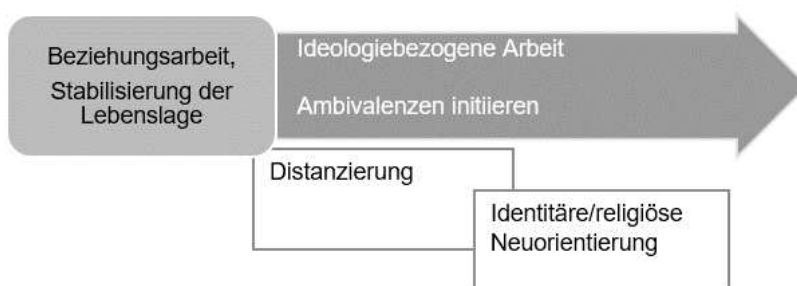 Beziehungsarbeit,
Stabilisierung der
Lebenslage
Ideologiebezogene Arbeit
Ambivalenzen initiieren
Distanzierung
Identitäre/religiöse
Neuorientierung